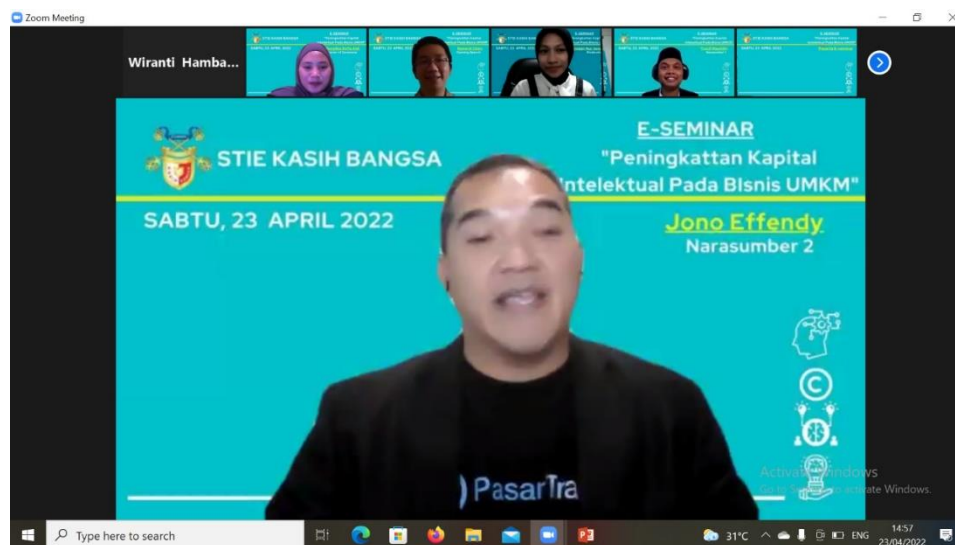 Zoom Meeting
Wiranti Hamba...
STIE KASIH BANGSA
E-SEMINAR
"Peningkattan Kapital
Intelektual Pada BIsnis UMKM"
SABTU, 23 APRIL 2022
Jono Effendy
Narasumber 2
PasarTra
Activate Windows
Go to activate Windows.
Type here to search
31°C
ENG
14:57
23/04/2022